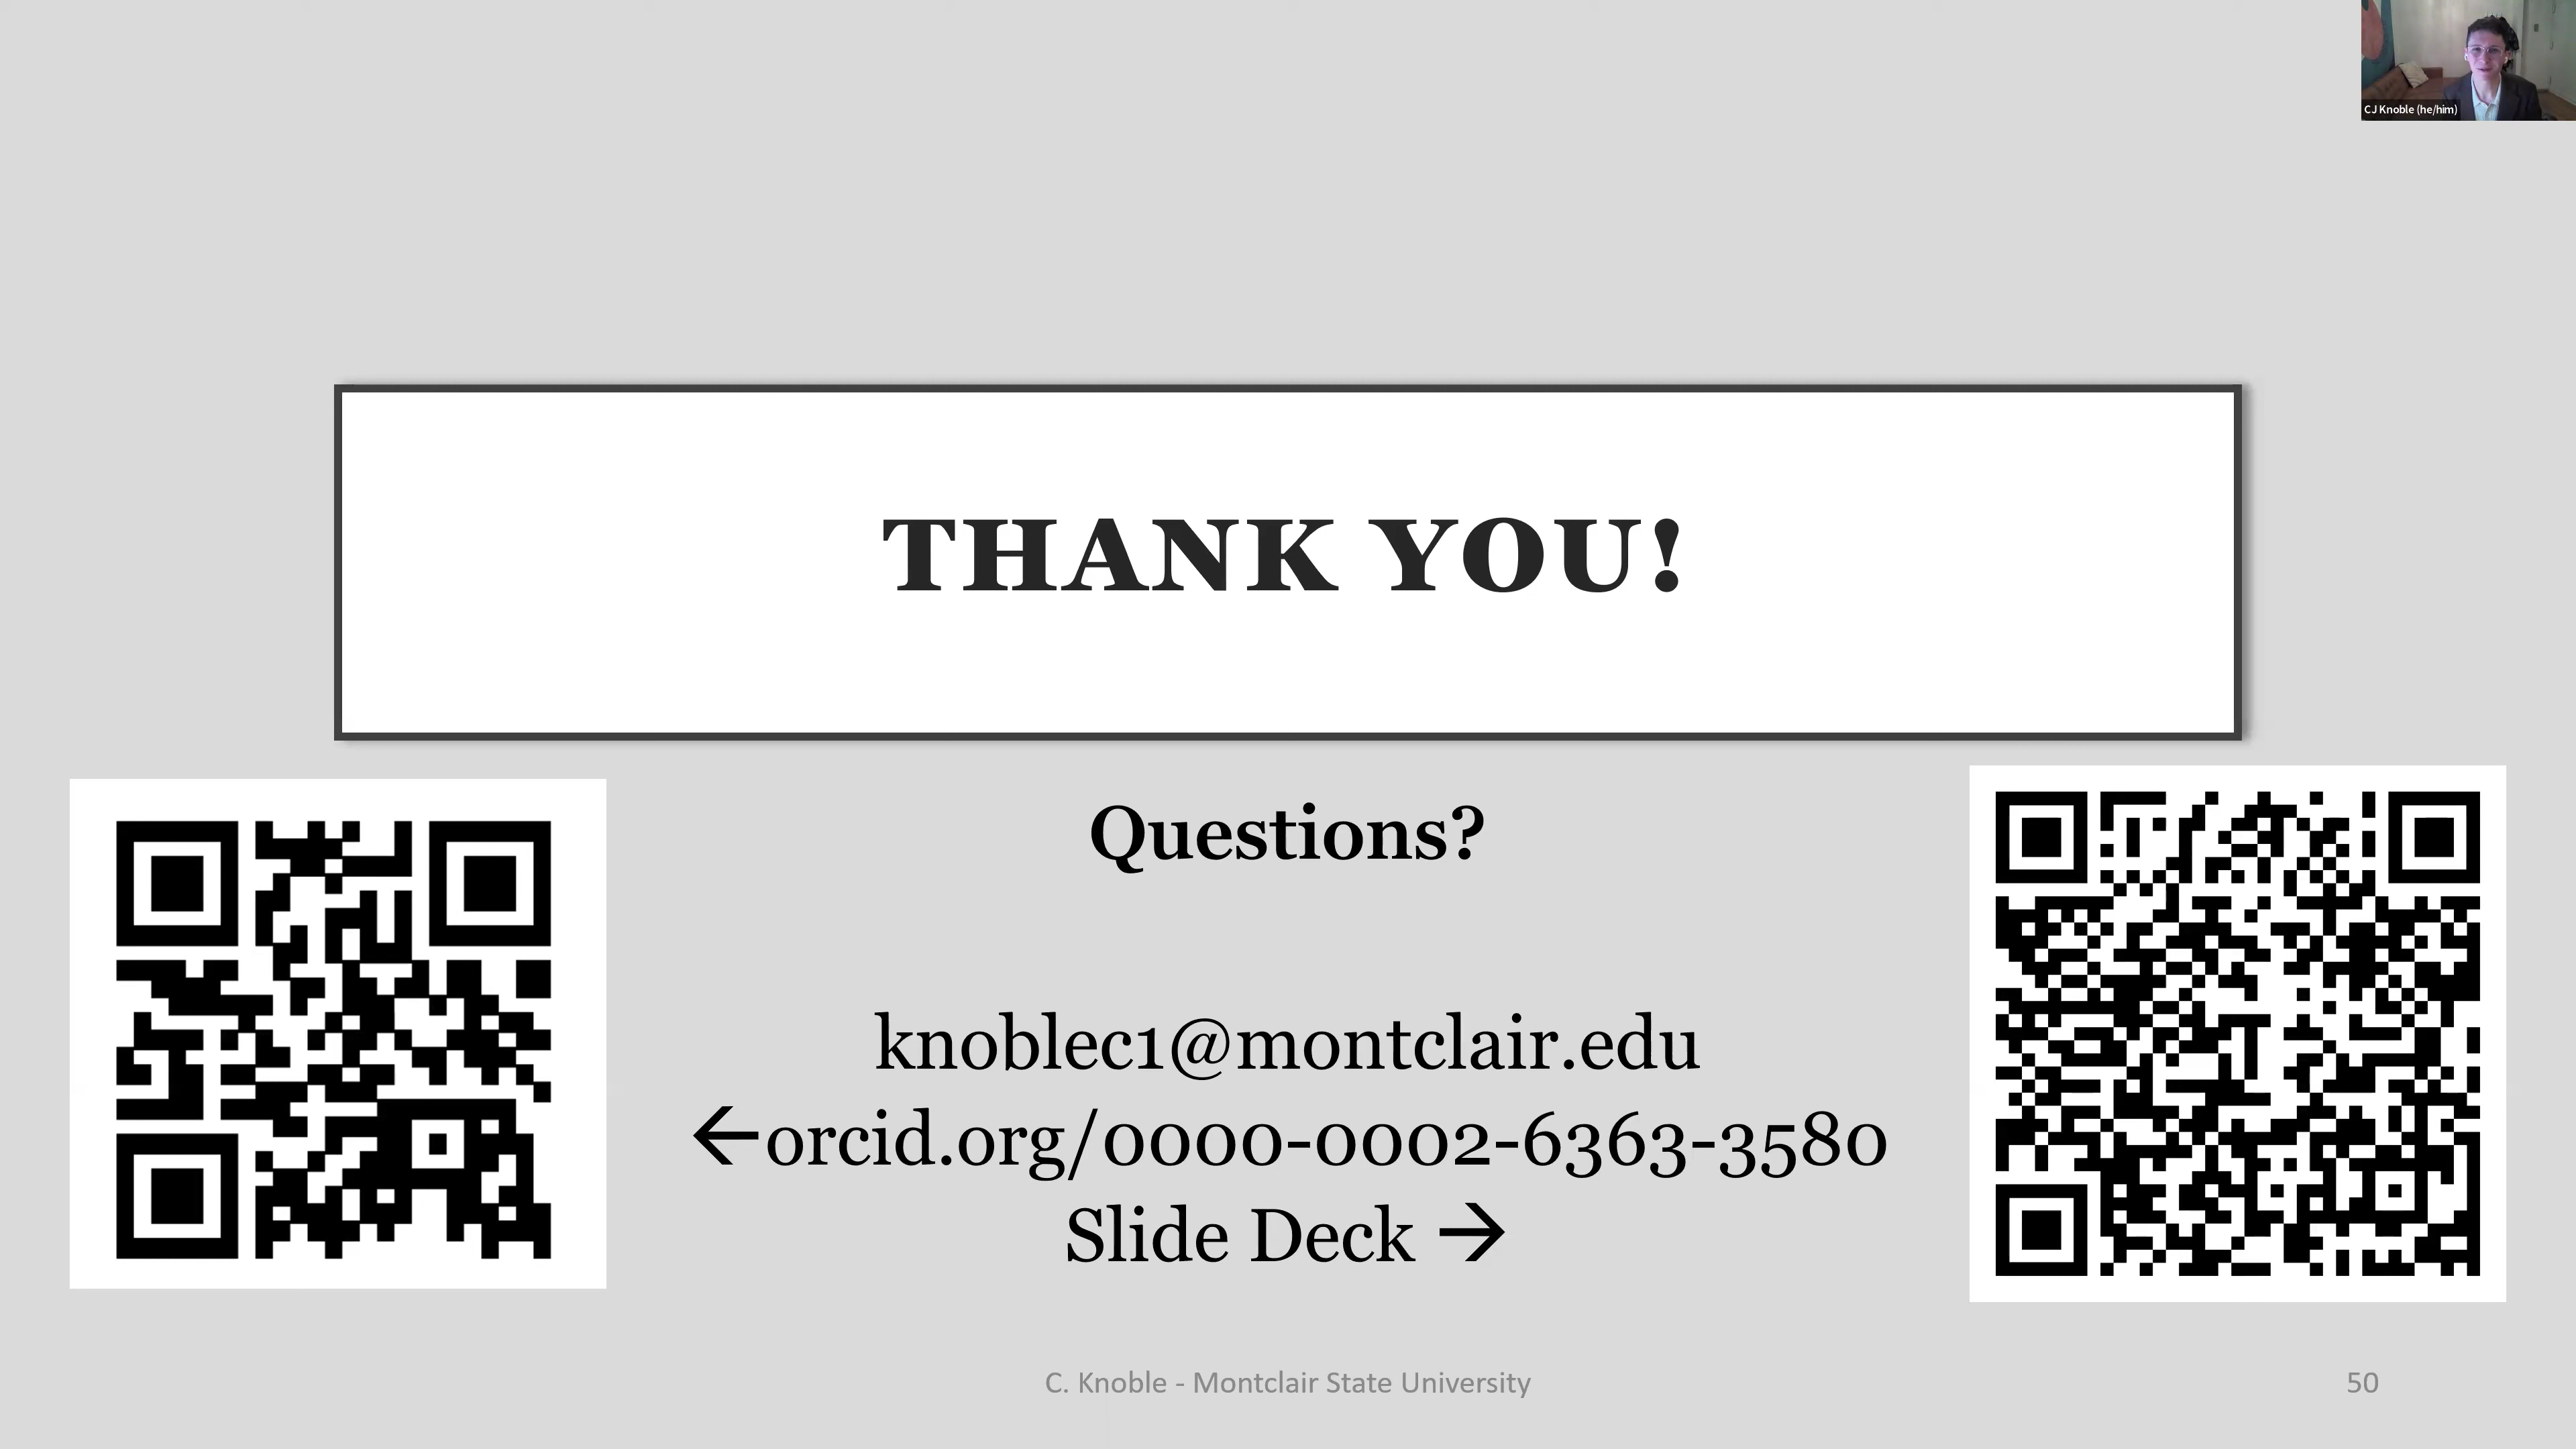 CJ Knoble (he/him)
THANK YOU!
Questions?
knoblec1@montclair.edu
←orcid.org/0000-0002-6363-3580
Slide Deck →
C. Knoble - Montclair State University
50